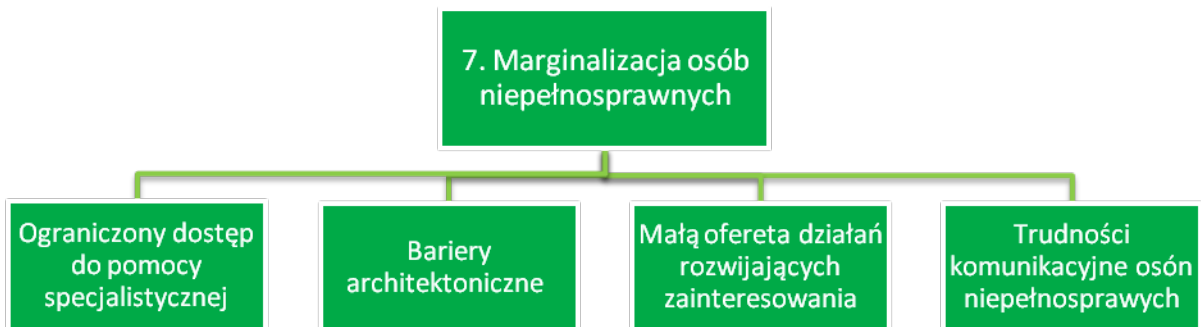 7. Marginalizacja osób
niepełnosprawnych
Ograniczony dostęp
do pomocy
specjalistycznej
Bariery
architektoniczne
Małą ofereta działań
rozwijających
zainteresowania
Trudności
komunikacyjne osón
niepełnosprawych